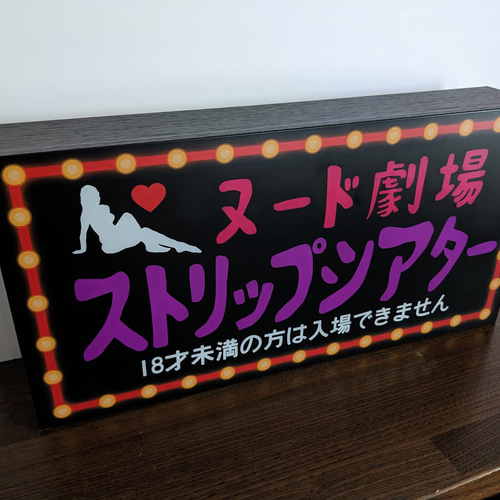 ヌード劇場
ストリップシアター
18才未満の方は入場できません